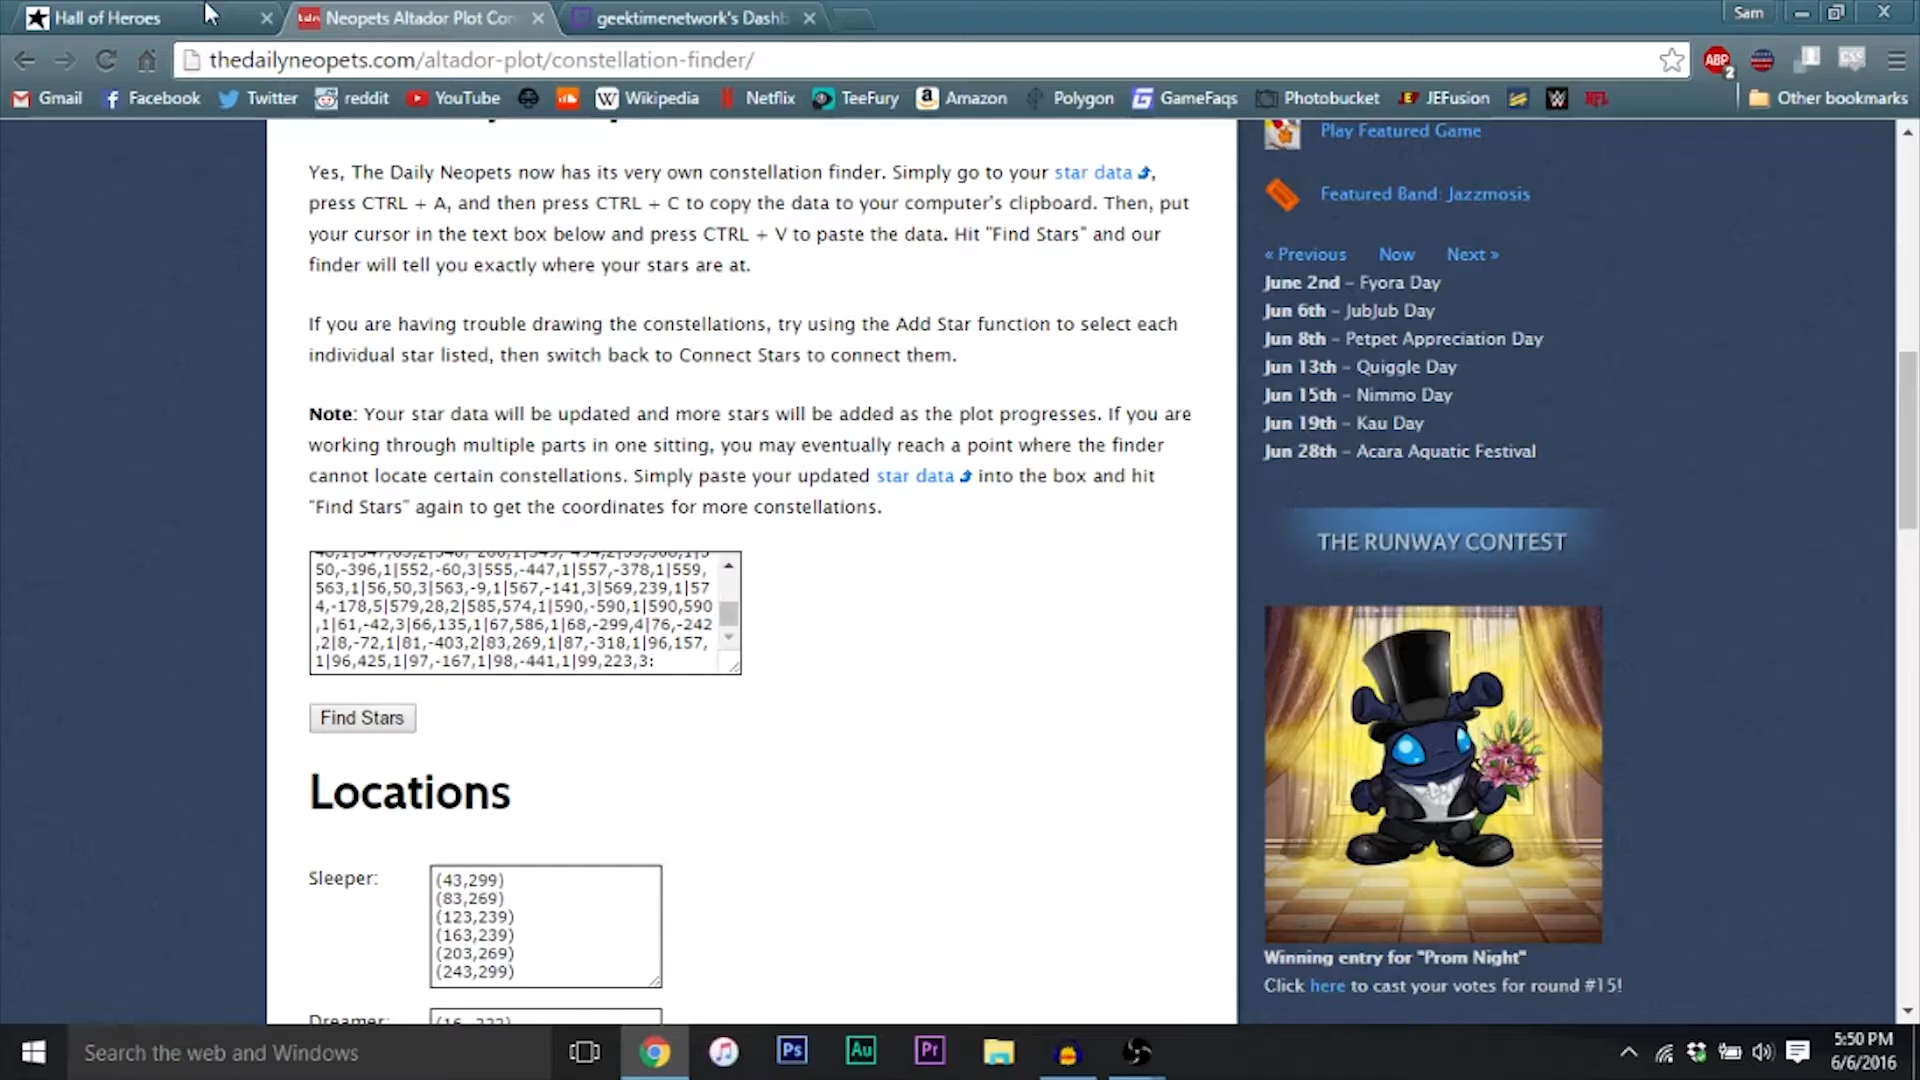 Hall of Heroes
Neopets Altador Plot Con
geektimenetwork's Dashb
Sam
thedailyneopets.com/altador-plot/constellation-finder/
ABP
2
CSS
Gmail
Facebook
Twitter
reddit
YouTube
Wikipedia
Netflix
TeeFury
Amazon
Polygon
GameFaqs
Photobucket
JEFusion
Other bookmarks
Yes, The Daily Neopets now has its very own constellation finder. Simply go to your star data,
press CTRL + A, and then press CTRL + C to copy the data to your computer's clipboard. Then, put
your cursor in the text box below and press CTRL + V to paste the data. Hit "Find Stars" and our
finder will tell you exactly where your stars are at.
If you are having trouble drawing the constellations, try using the Add Star function to select each
individual star listed, then switch back to Connect Stars to connect them.
Note: Your star data will be updated and more stars will be added as the plot progresses. If you are
working through multiple parts in one sitting, you may eventually reach a point where the finder
cannot locate certain constellations. Simply paste your updated star data into the box and hit
"Find Stars" again to get the coordinates for more constellations.
50,-396,1|552,-60,3|555,-447,1|557,-378,1|559,
563,1|56,50,3|563,-9,1|567,-141,3|569,239,1|57
4,-178,5|579,28,2|585,574,1|590,-590,1|590,590
,1|61,-42,3|66,135,1|67,586,1|68,-299,4|76,-242
,2|8,-72,1|81,-403,2|83,269,1|87,-318,1|96,157,
1|96,425,1|97,-167,1|98,-441,1|99,223,3:
Find Stars
Locations
Sleeper:
(43,299)
(83,269)
(123,239)
(163,239)
(203,269)
(243,299)
Dreamer:
Play Featured Game
Featured Band: Jazzmosis
« Previous Now Next »
June 2nd – Fyora Day
Jun 6th – JubJub Day
Jun 8th – Petpet Appreciation Day
Jun 13th – Quiggle Day
Jun 15th – Nimmo Day
Jun 19th – Kau Day
Jun 28th – Acara Aquatic Festival
THE RUNWAY CONTEST
Winning entry for "Prom Night"
Click here to cast your votes for round #15!
Search the web and Windows
Ps
Au
Pr
5:50 PM
6/6/2016